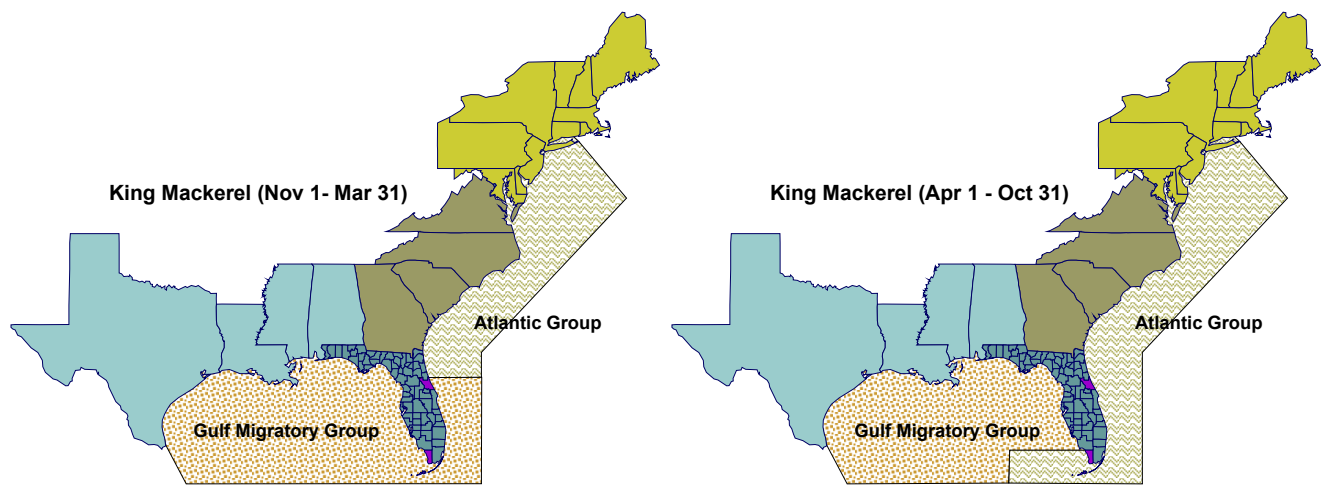 King Mackerel (Nov 1- Mar 31)
Atlantic Group
Gulf Migratory Group
King Mackerel (Apr 1 - Oct 31)
Atlantic Group
Gulf Migratory Group